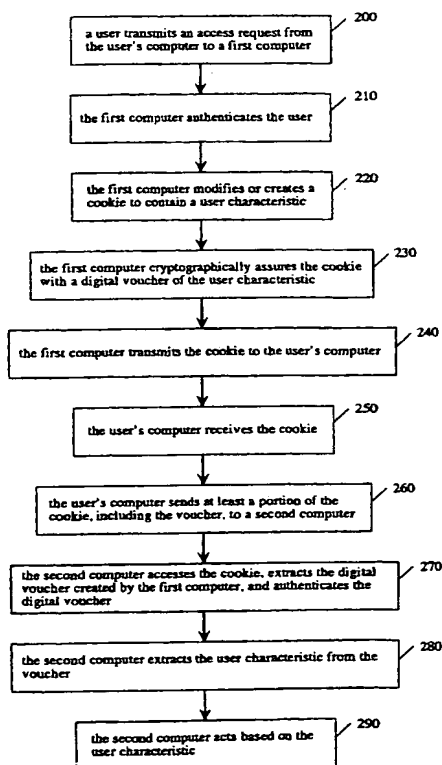 200
a user transmits an access request from
the user's computer to a first computer
210
the first computer authenticates the user
220
the first computer modifies or creates a
cookie to contain a user characteristic
230
the first computer cryptographically assures the cookie
with a digital voucher of the user characteristic
240
the first computer transmits the cookie to the user's computer
250
the user's computer receives the cookie
260
the user's computer sends at least a portion of the
cookie, including the voucher, to a second computer
270
the second computer accesses the cookie, extracts the digital
voucher created by the first computer, and authenticates the
digital voucher
280
the second computer extracts the user characteristic from the
voucher
290
the second computer acts based on the
user characteristic